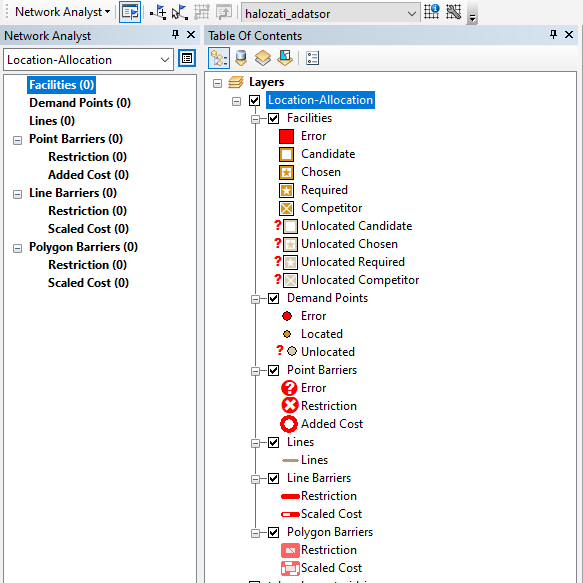 Network Analyst
halozati_adatsor
Network Analyst
Location-Allocation
Facilities (0)
Demand Points (0)
Lines (0)
Point Barriers (0)
Restriction (0)
Added Cost (0)
Line Barriers (0)
Restriction (0)
Scaled Cost (0)
Polygon Barriers (0)
Restriction (0)
Scaled Cost (0)
Table Of Contents
Layers
Location-Allocation
Facilities
Error
Candidate
Chosen
Required
Competitor
? Unlocated Candidate
? Unlocated Chosen
? Unlocated Required
? Unlocated Competitor
Demand Points
Error
Located
? Unlocated
Point Barriers
? Error
Restriction
Added Cost
Lines
Lines
Line Barriers
Restriction
Scaled Cost
Polygon Barriers
Restriction
Scaled Cost